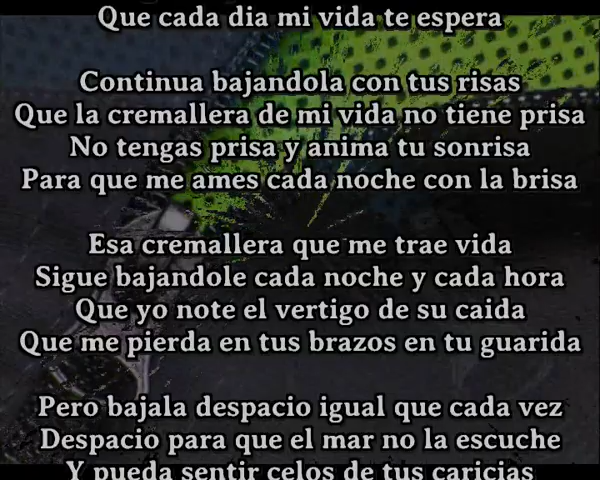 Que cada dia mi vida te espera
Continua bajandola con tus risas
Que la cremallera de mi vida no tiene prisa
No tengas prisa y anima tu sonrisa
Para que me ames cada noche con la brisa
Esa cremallera que me trae vida
Sigue bajandole cada noche y cada hora
Que yo note el vertigo de su caida
Que me pierda en tus brazos en tu guarida
Pero bajala despacio igual que cada vez
Despacio para que el mar no la escuche
Y pueda sentir celos de tus caricias